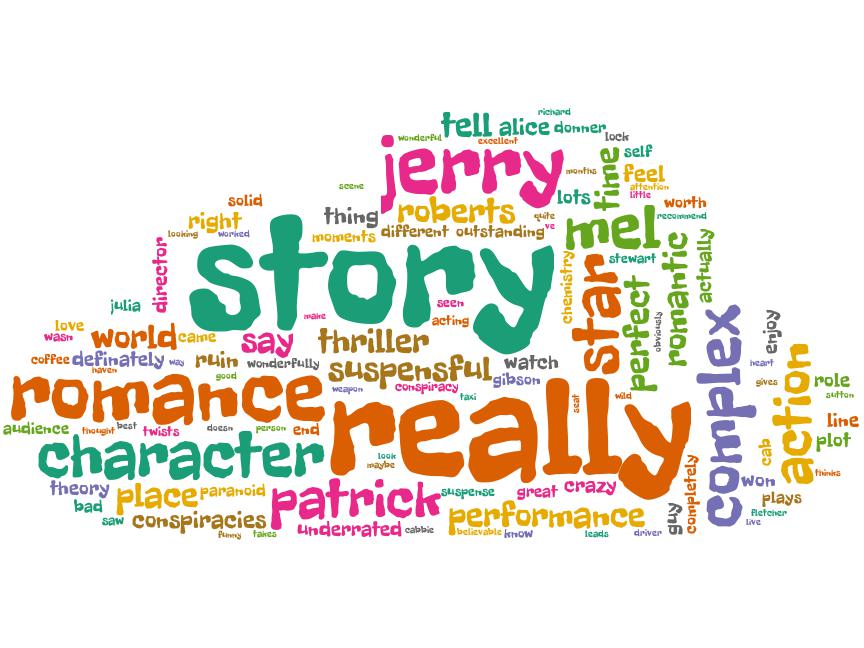 richard
tell alice donner
wonderful excellent lock
jerry time self
scene months feel
attention
solid lots little worth
right thing roberts quite recommend
looking worked different outstanding ve mel
moments
director story chemistry stewart romantic actually
julia seen star perfect
make acting obviously
love world came say thriller enjoy
wasn
coffee definately way ruin wonderfully suspensful watch complex heart
haven good gibson action
romance weapon conspiracy taxi seat wild gives role
sutton
audience thought best twists doesn person end really line
character look cab plot
maybe completely thinks
theory place paranoid patrick suspense great crazy won
bad plays
saw conspiracies underrated cabbie performance guy fletcher
funny takes believable know leads driver live